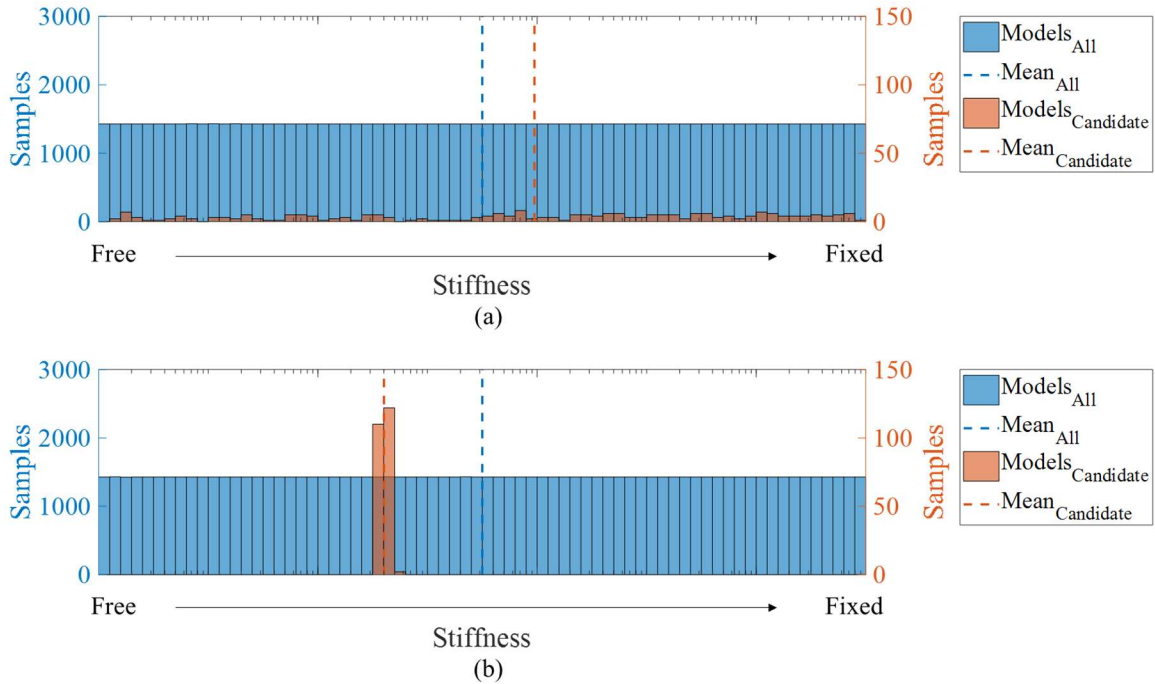 3000 150
2000 100
1000 50
0 0
Samples Samples
Models_All
Mean_All
Models_Candidate
Mean_Candidate
Free Fixed
Stiffness
(a)
3000 150
2000 100
1000 50
0 0
Samples Samples
Models_All
Mean_All
Models_Candidate
Mean_Candidate
Free Fixed
Stiffness
(b)